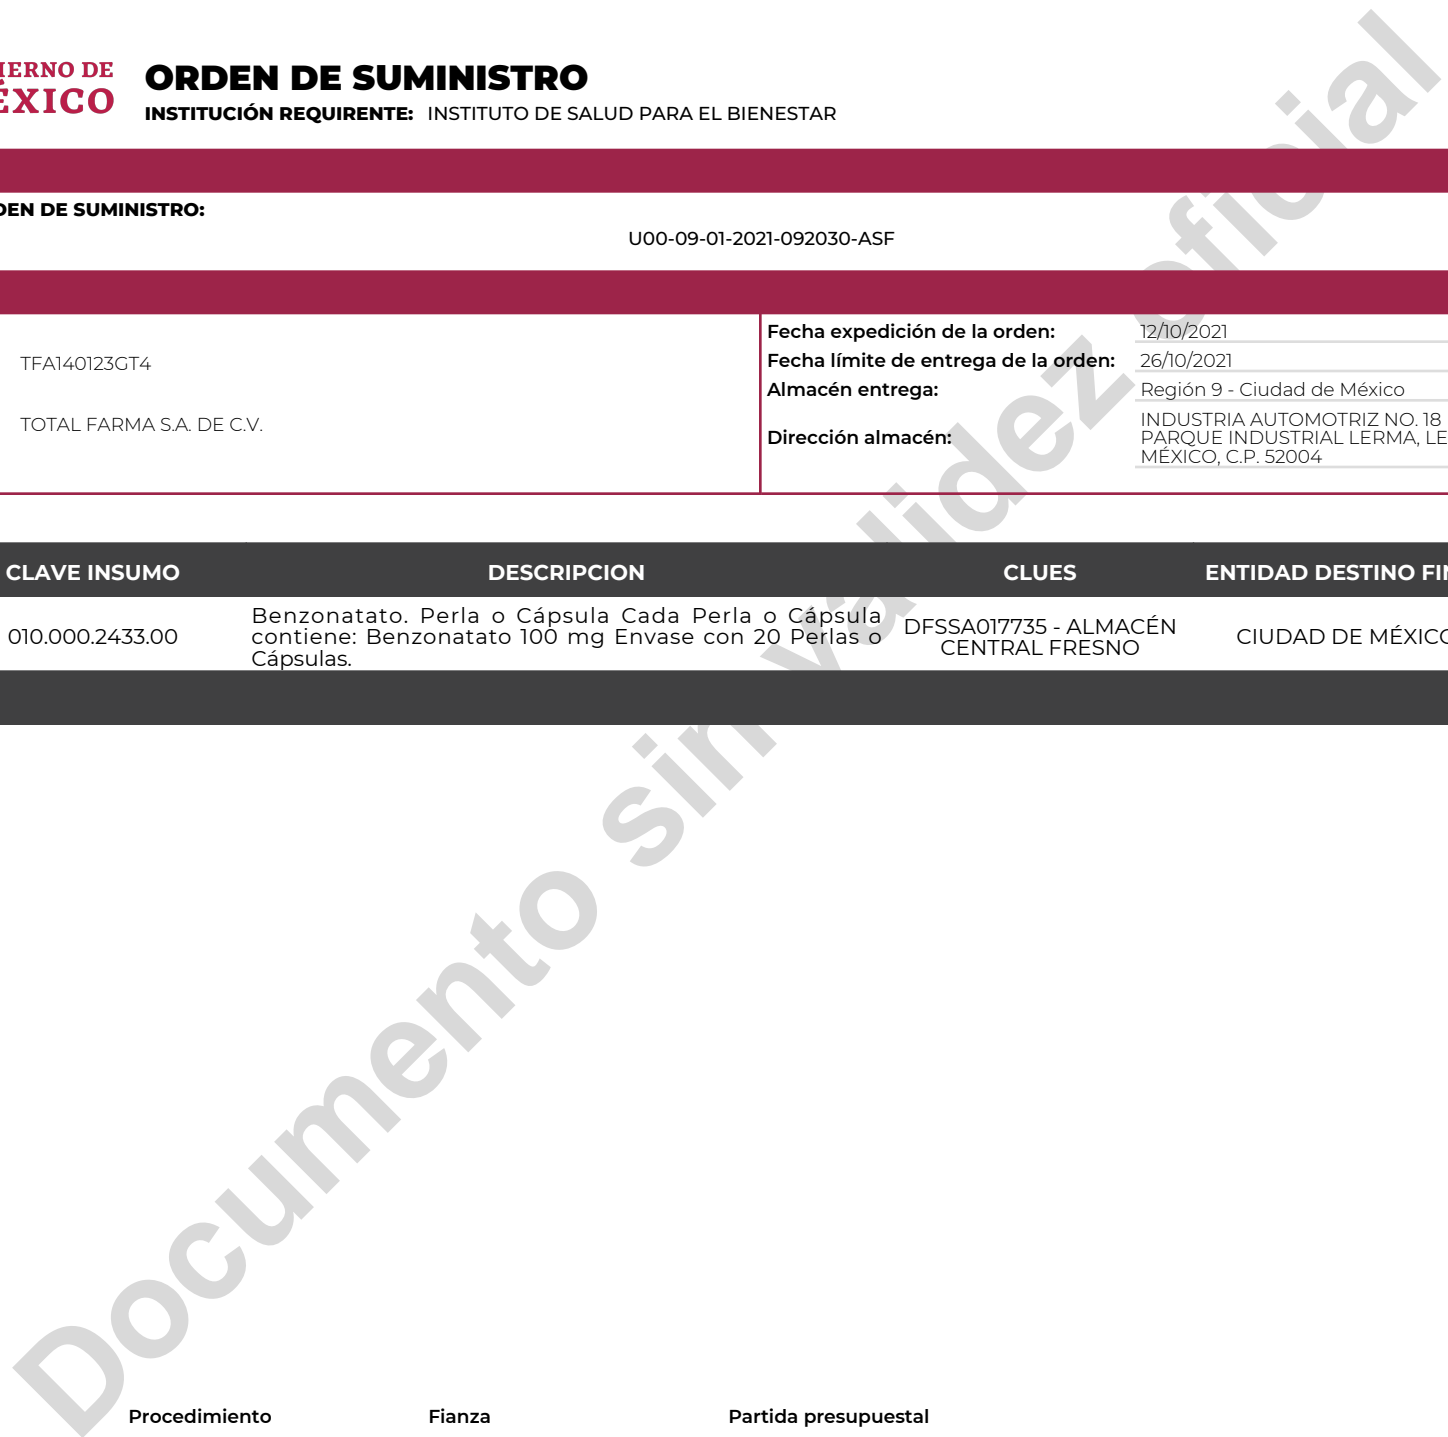 IERNO DE
ÉXICO
ORDEN DE SUMINISTRO
INSTITUCIÓN REQUIRENTE: INSTITUTO DE SALUD PARA EL BIENESTAR
DEN DE SUMINISTRO:
U00-09-01-2021-092030-ASF
TFA140123GT4
TOTAL FARMA S.A. DE C.V.
Fecha expedición de la orden: 12/10/2021
Fecha límite de entrega de la orden: 26/10/2021
Almacén entrega: Región 9 - Ciudad de México
Dirección almacén:
INDUSTRIA AUTOMOTRIZ NO. 18
PARQUE INDUSTRIAL LERMA, LE
MÉXICO, C.P. 52004
CLAVE INSUMO DESCRIPCION CLUES ENTIDAD DESTINO FIN
010.000.2433.00
Benzonatato. Perla o Cápsula Cada Perla o Cápsula
contiene: Benzonatato 100 mg Envase con 20 Perlas o
Cápsulas.
DFSSA017735 - ALMACÉN
CENTRAL FRESNO
CIUDAD DE MÉXICO
Documento sin validez oficial
Procedimiento Fianza Partida presupuestal